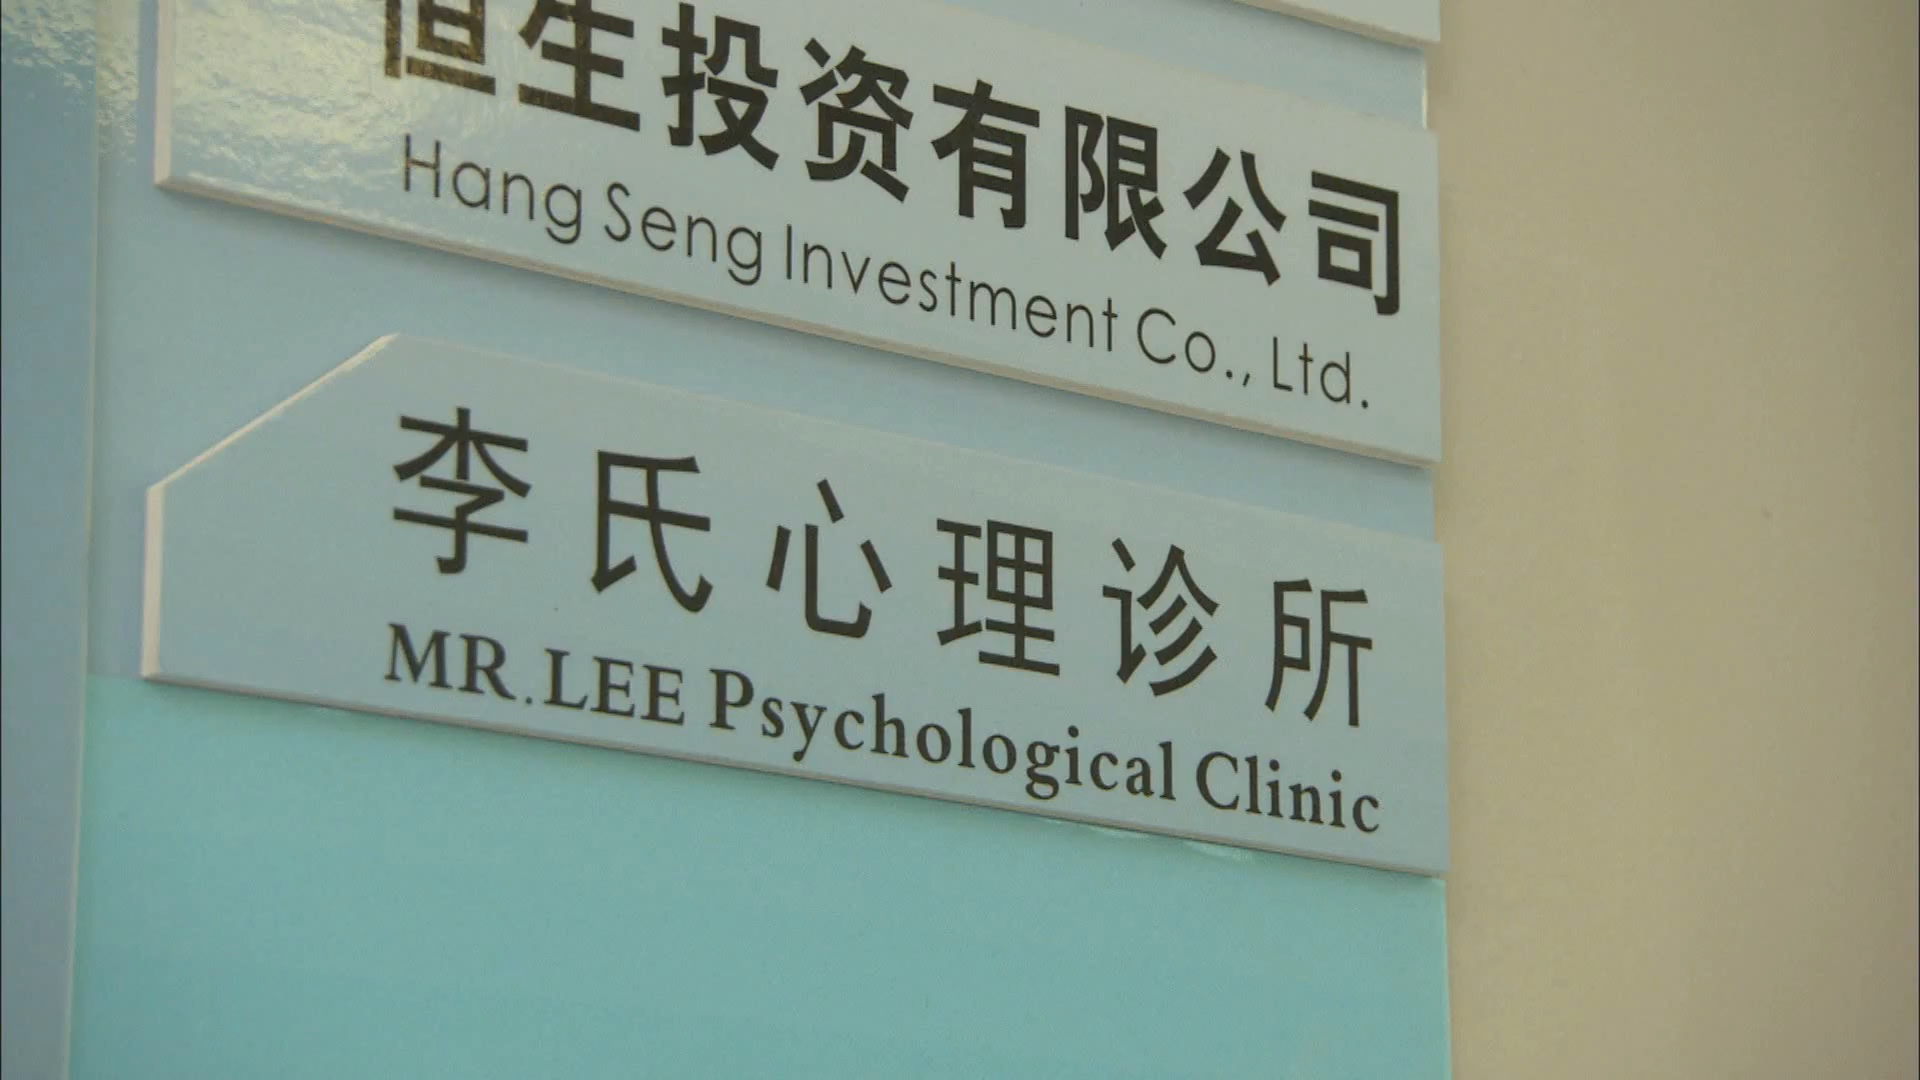 恒生投资有限公司
Hang Seng Investment Co., Ltd.
李氏心理诊所
MR.LEE Psychological Clinic